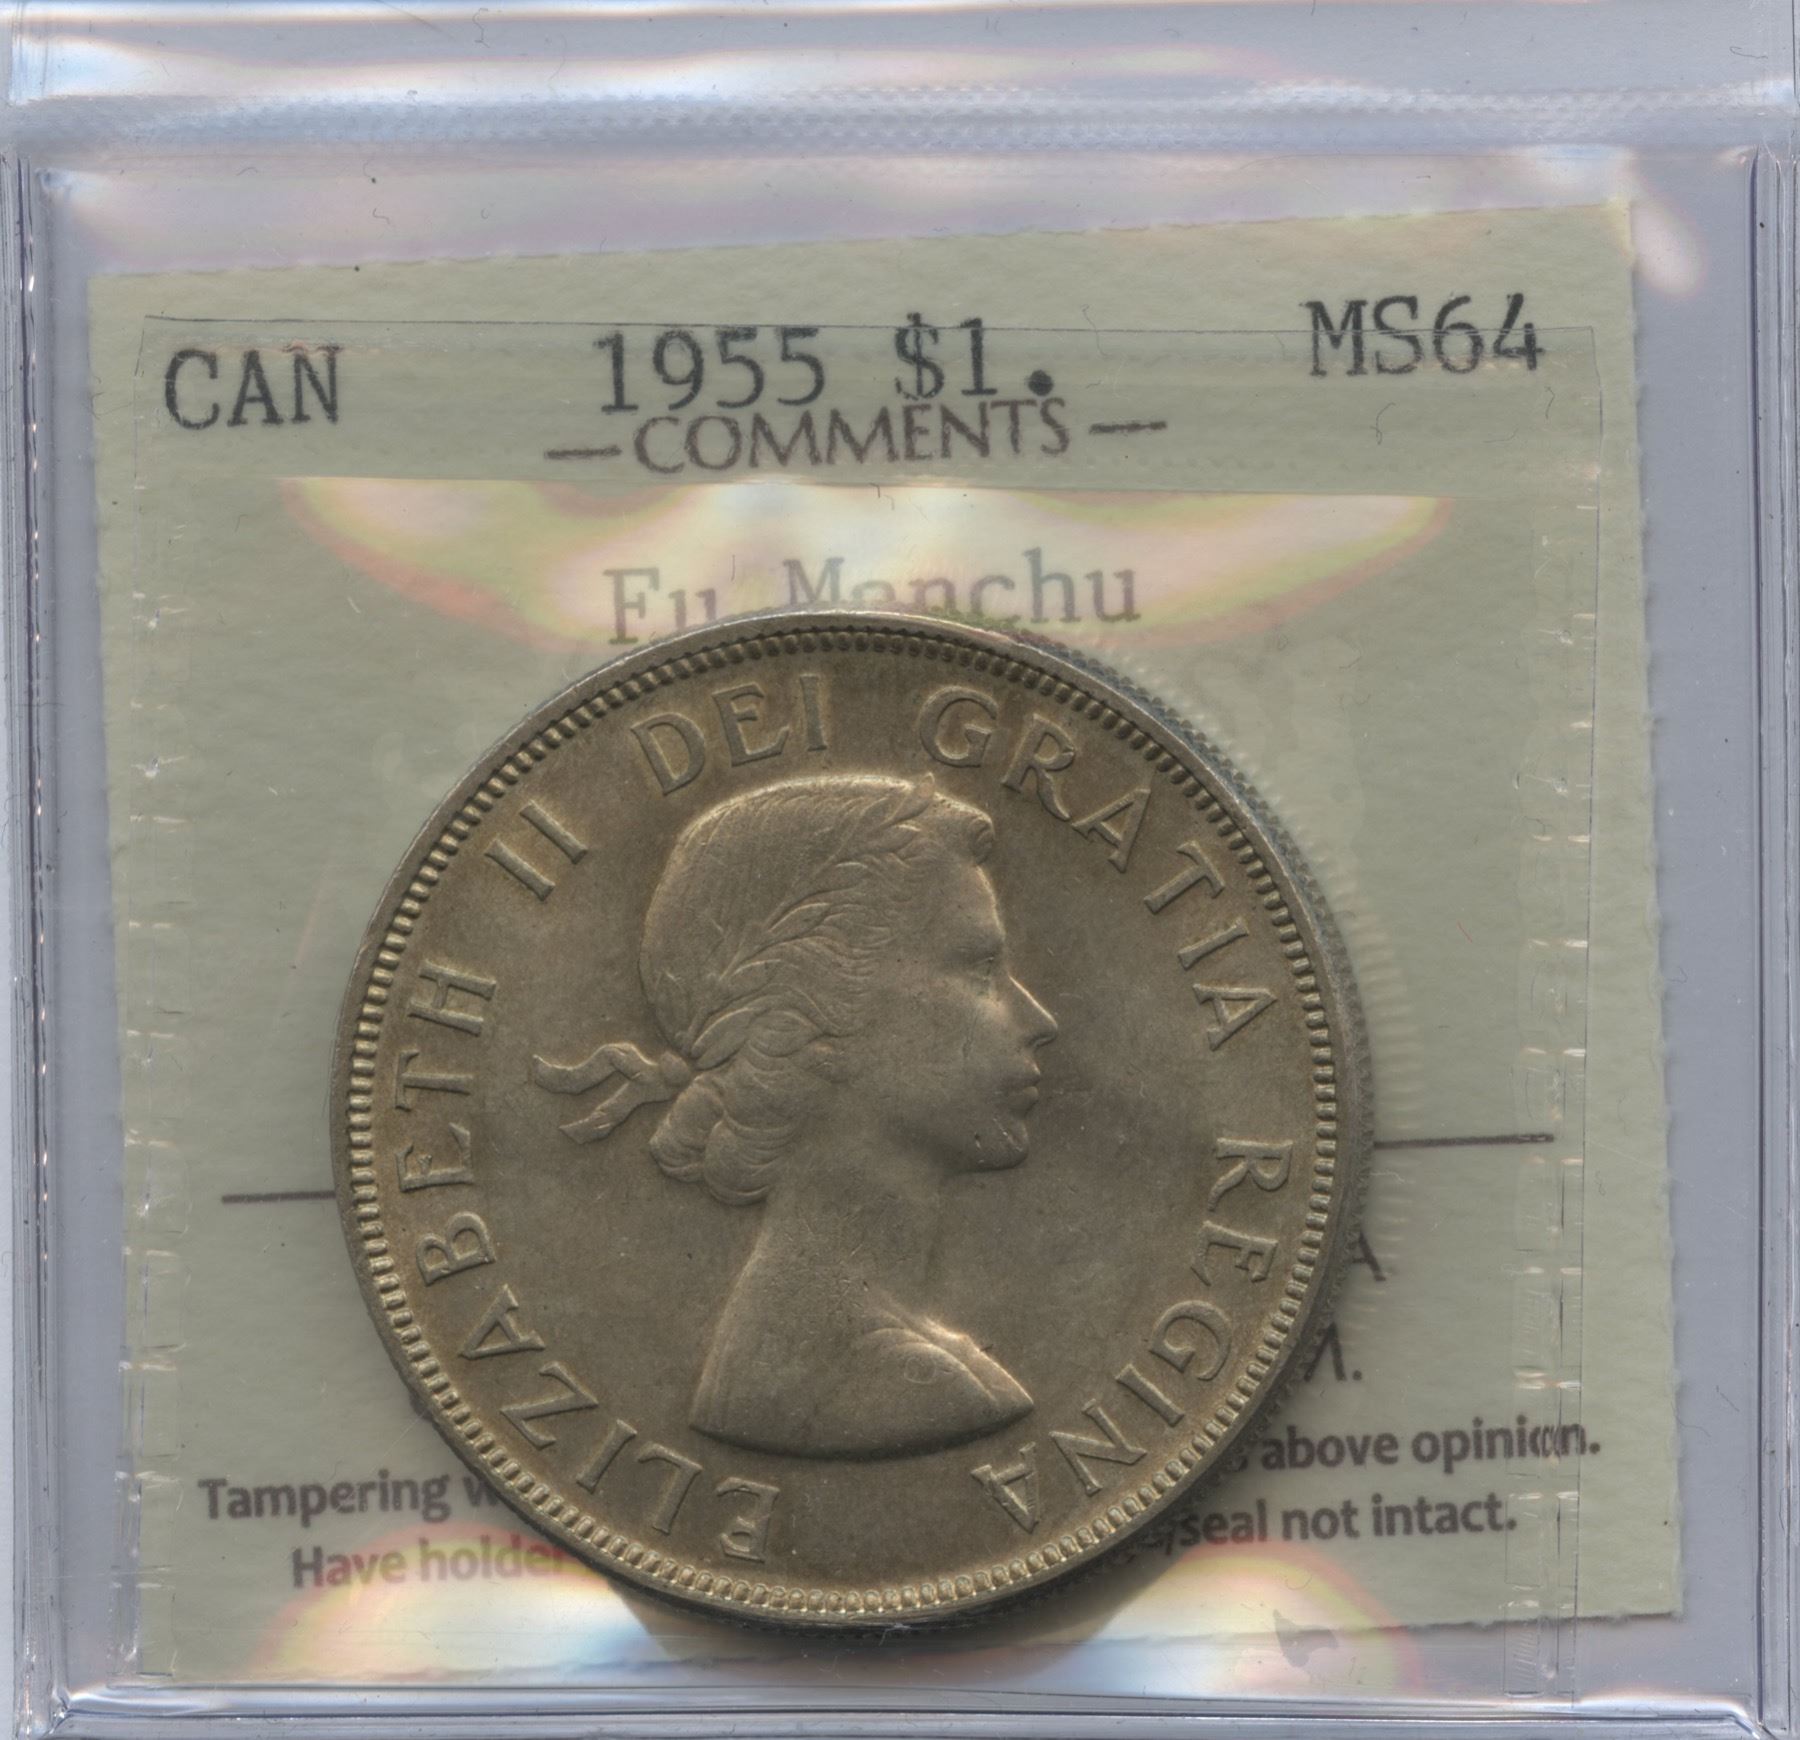 CAN 1955 $1. MS64
—COMMENTS—
Fu Manchu
ELIZABETH II DEI GRATIA REGINA
A.
M.
above opinion.
Tampering
seal not intact.
Have holder